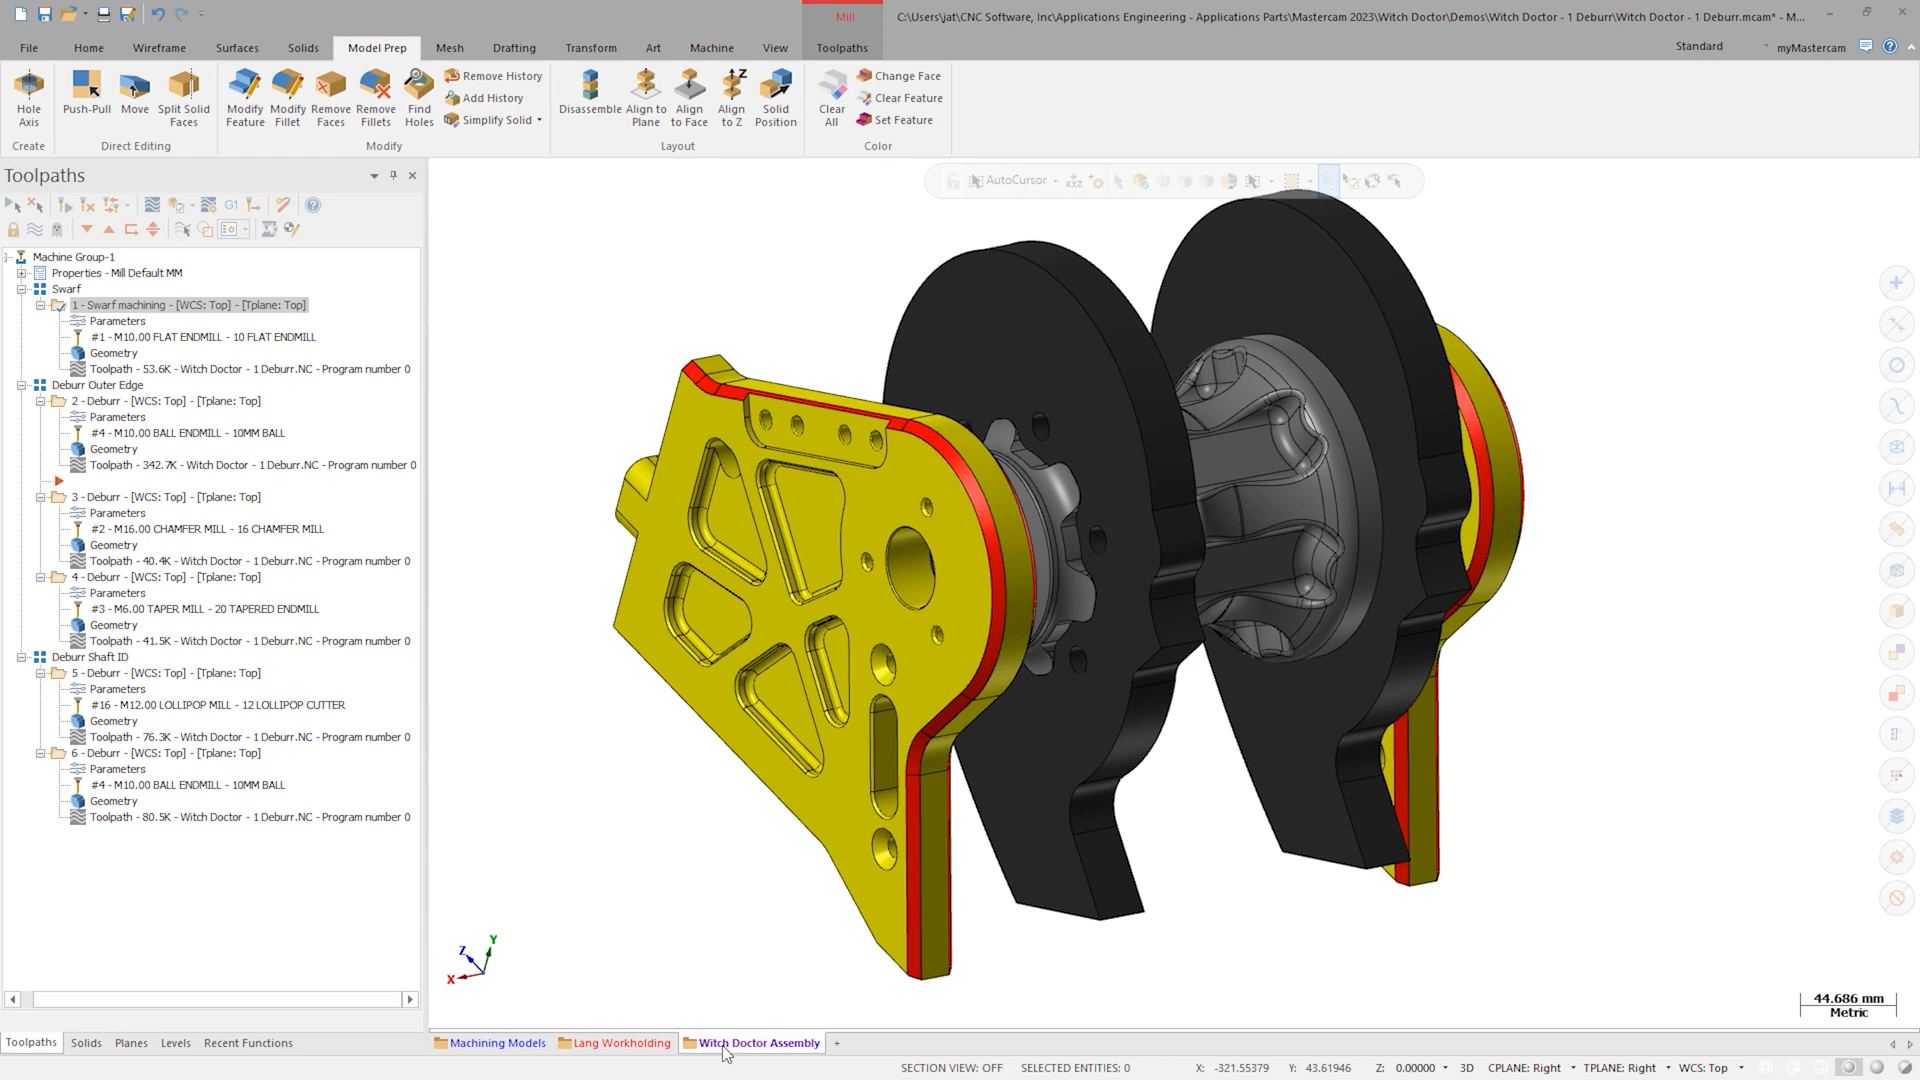 Mill
C:\Users\jat\CNC Software, Inc\Applications Engineering - Applications Parts\Mastercam 2023\Witch Doctor\Demos\Witch Doctor - 1 Deburr\Witch Doctor - 1 Deburr.mcam* - M...
File Home Wireframe Surfaces Solids Model Prep Mesh Drafting Transform Art Machine View Toolpaths
Standard myMastercam
Hole Axis
Push-Pull Move Split Solid Faces
Modify Feature Modify Fillet Remove Faces Remove Fillets Find Holes
Remove History
Add History
Simplify Solid
Disassemble Align to Plane Align to Face Align to Z Solid Position
Clear All
Change Face
Clear Feature
Set Feature
Create Direct Editing Modify Layout Color
Toolpaths
AutoCursor
G1
Machine Group-1
Properties - Mill Default MM
Swarf
1 - Swarf machining - [WCS: Top] - [Tplane: Top]
Parameters
#1 - M10.00 FLAT ENDMILL - 10 FLAT ENDMILL
Geometry
Toolpath - 53.6K - Witch Doctor - 1 Deburr.NC - Program number 0
Deburr Outer Edge
2 - Deburr - [WCS: Top] - [Tplane: Top]
Parameters
#4 - M10.00 BALL ENDMILL - 10MM BALL
Geometry
Toolpath - 342.7K - Witch Doctor - 1 Deburr.NC - Program number 0
3 - Deburr - [WCS: Top] - [Tplane: Top]
Parameters
#2 - M16.00 CHAMFER MILL - 16 CHAMFER MILL
Geometry
Toolpath - 40.4K - Witch Doctor - 1 Deburr.NC - Program number 0
4 - Deburr - [WCS: Top] - [Tplane: Top]
Parameters
#3 - M6.00 TAPER MILL - 20 TAPERED ENDMILL
Geometry
Toolpath - 41.5K - Witch Doctor - 1 Deburr.NC - Program number 0
Deburr Shaft ID
5 - Deburr - [WCS: Top] - [Tplane: Top]
Parameters
#16 - M12.00 LOLLIPOP MILL - 12 LOLLIPOP CUTTER
Geometry
Toolpath - 76.3K - Witch Doctor - 1 Deburr.NC - Program number 0
6 - Deburr - [WCS: Top] - [Tplane: Top]
Parameters
#4 - M10.00 BALL ENDMILL - 10MM BALL
Geometry
Toolpath - 80.5K - Witch Doctor - 1 Deburr.NC - Program number 0
Z Y
X
44.686 mm
Metric
Toolpaths Solids Planes Levels Recent Functions
Machining Models Lang Workholding Witch Doctor Assembly +
SECTION VIEW: OFF SELECTED ENTITIES: 0 X: -321.55379 Y: 43.61946 Z: 0.00000 3D CPLANE: Right TPLANE: Right WCS: Top